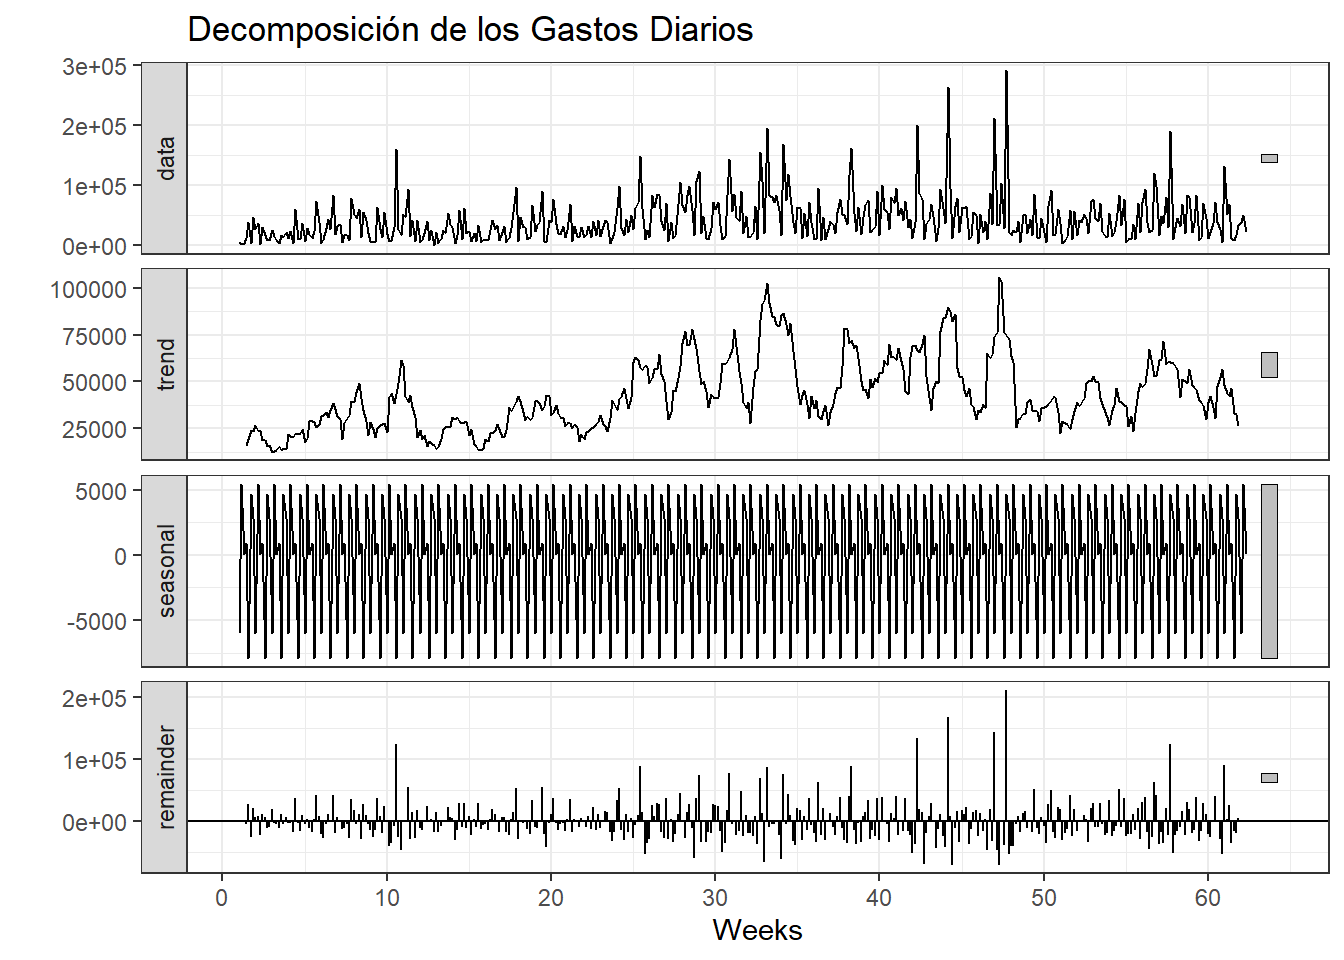 Decomposición de los Gastos Diarios
data
3e+05
2e+05
1e+05
0e+00
trend
100000
75000
50000
25000
seasonal
5000
0
-5000
remainder
2e+05
1e+05
0e+00
0 10 20 30 40 50 60
Weeks